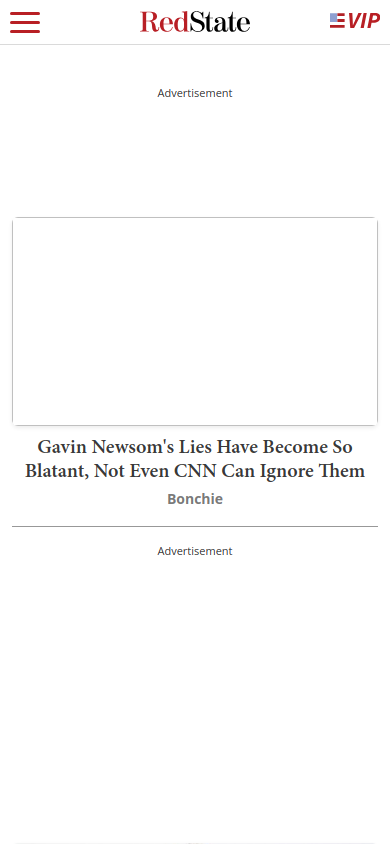 RedState
VIP
Advertisement
Gavin Newsom's Lies Have Become So
Blatant, Not Even CNN Can Ignore Them
Bonchie
Advertisement